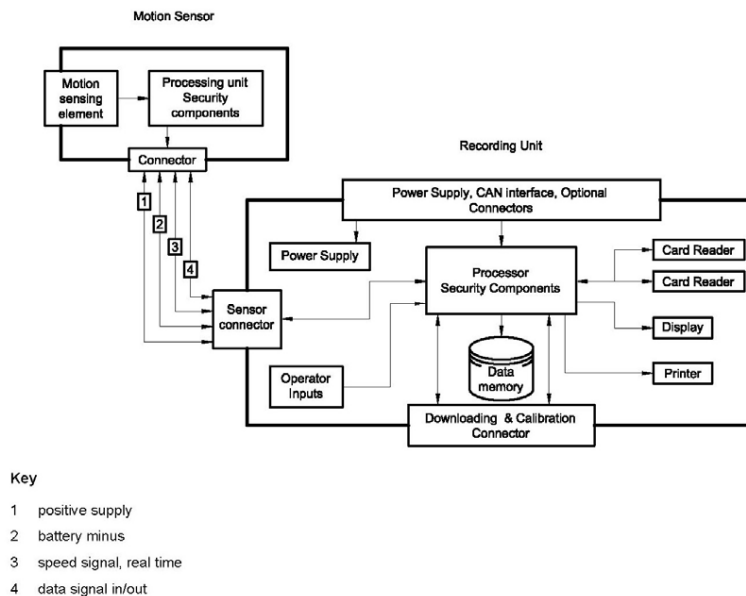 Motion Sensor
Motion
sensing
element
Processing unit
Security
components
Connector
Recording Unit
Power Supply, CAN interface, Optional
Connectors
1
2
3
4
Power Supply
Processor
Security Components
Card Reader
Card Reader
Sensor
connector
Display
Operator
Inputs
Data
memory
Printer
Downloading & Calibration
Connector
Key
1 positive supply
2 battery minus
3 speed signal, real time
4 data signal in/out